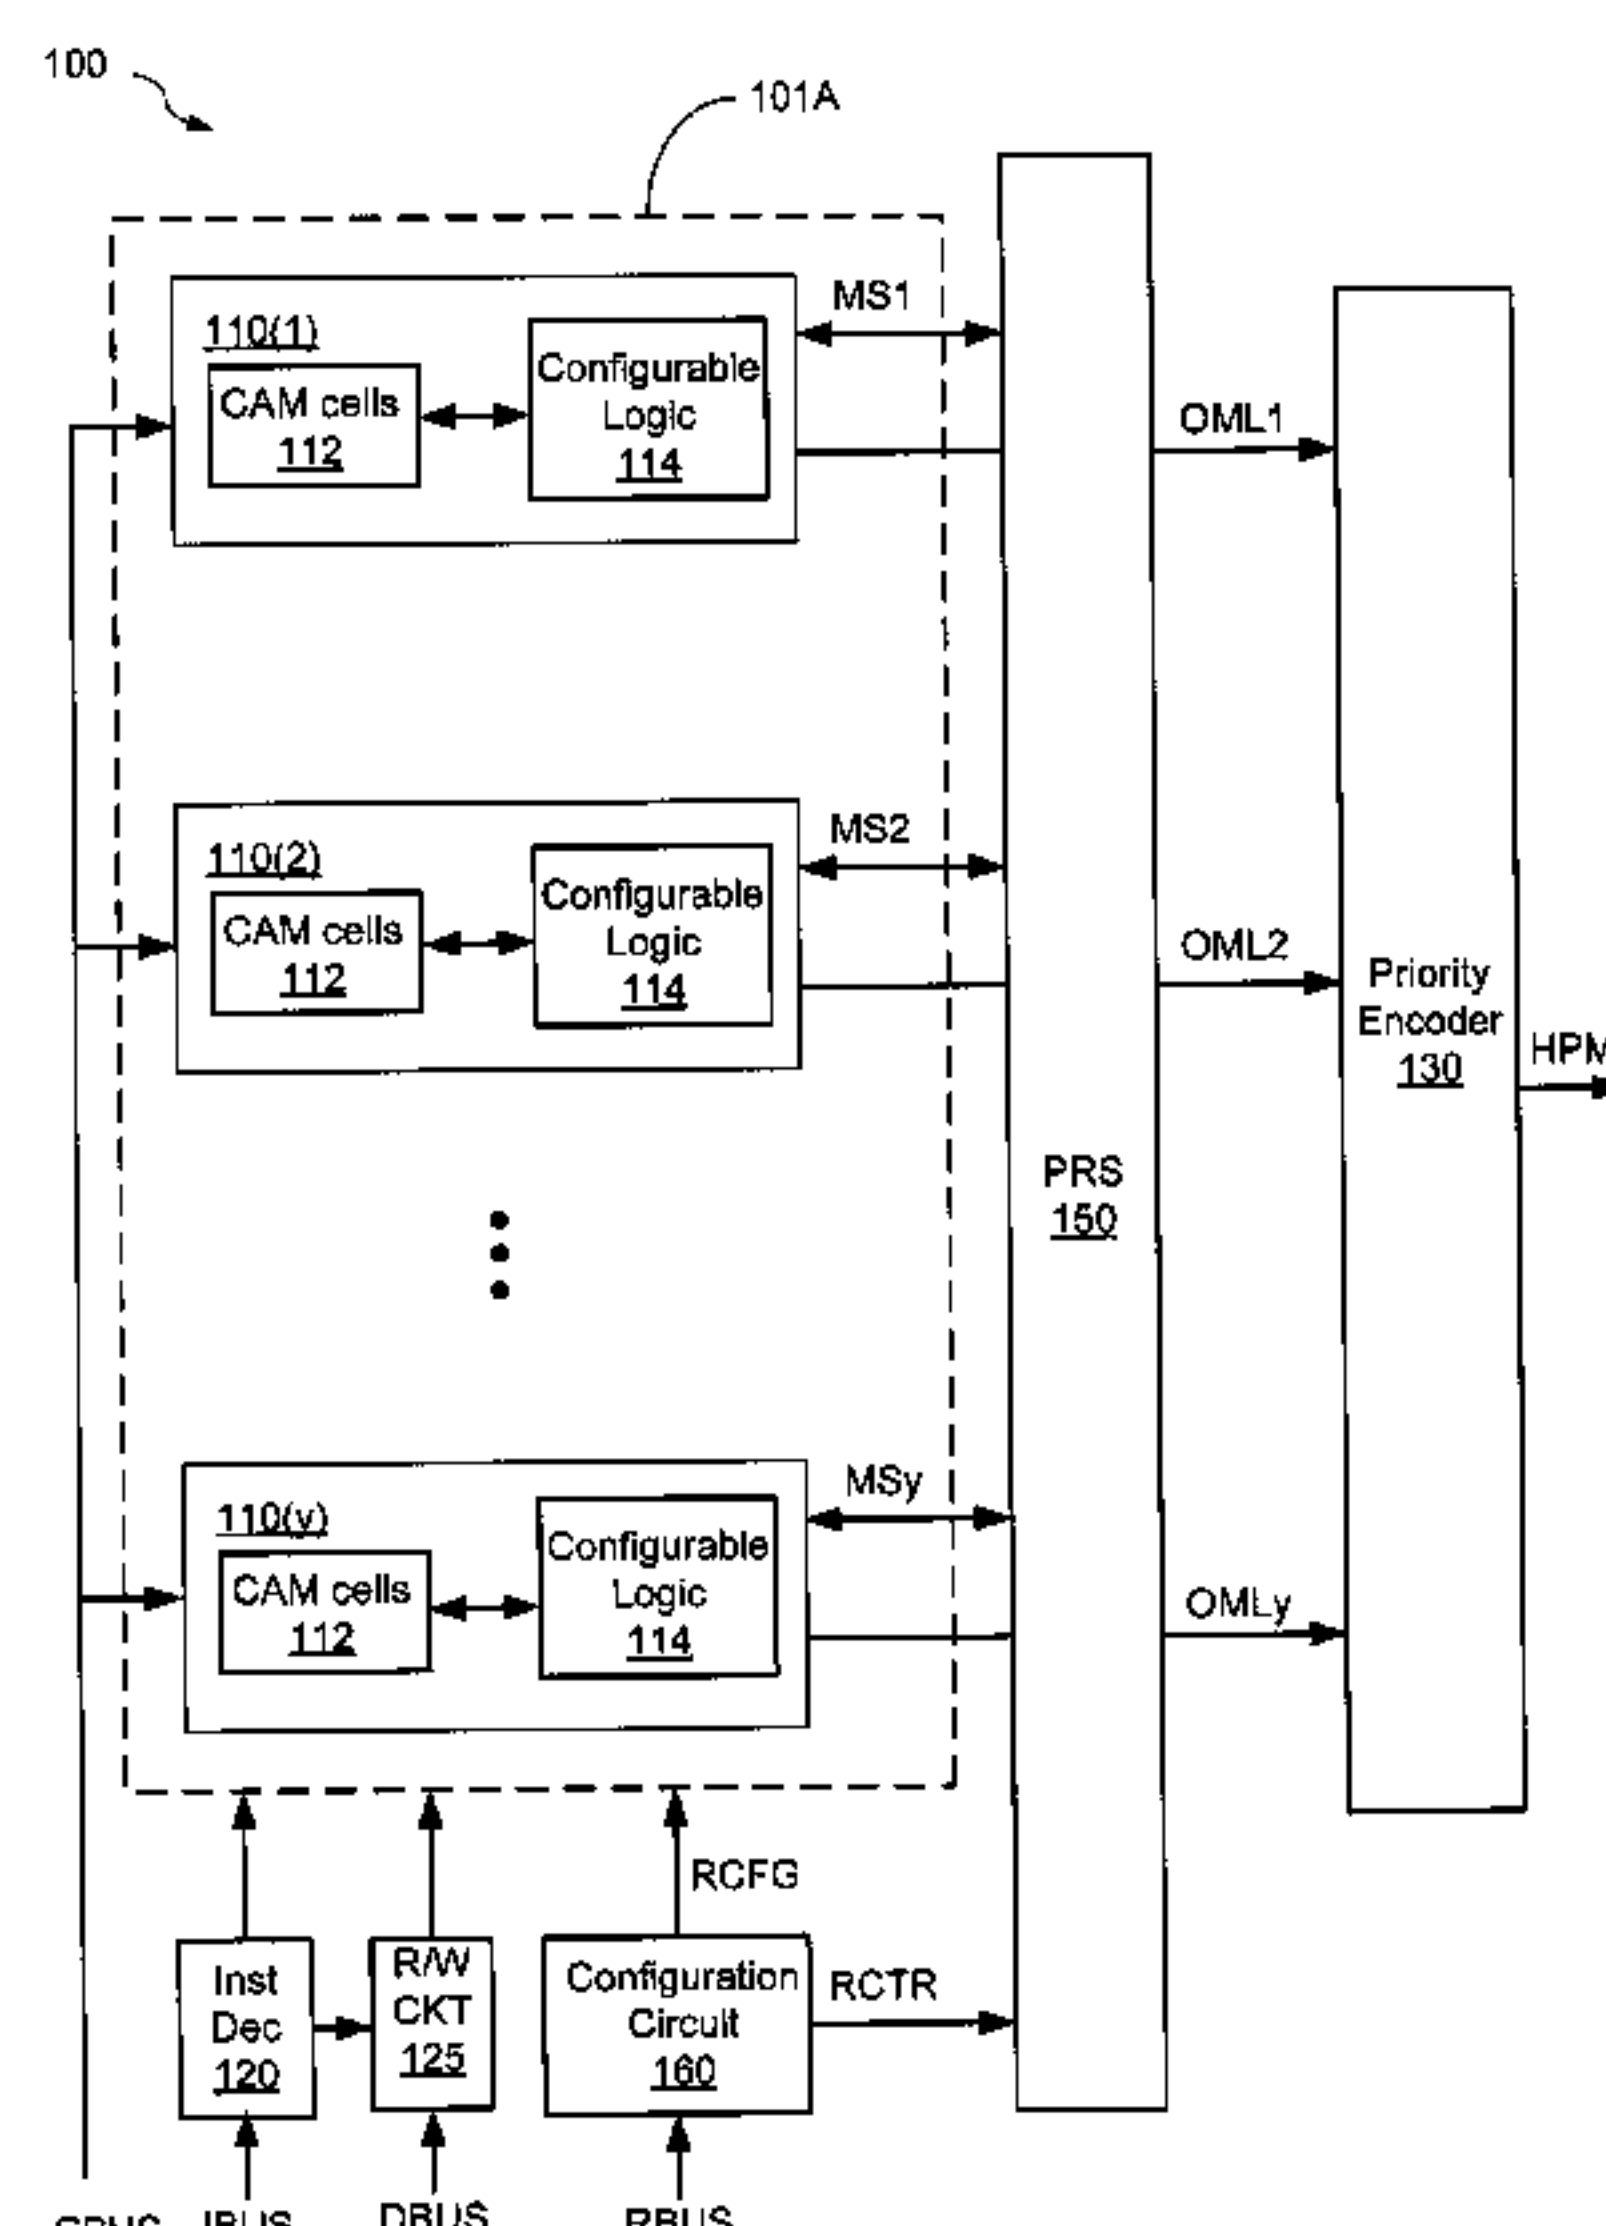 100
101A
MS1
110(1)
CAM cells
112
Configurable
Logic
114
OML1
MS2
110(2)
CAM cells
112
Configurable
Logic
114
OML2
Priority
Encoder
130
HPM
PRS
150
MSy
110(y)
CAM cells
112
Configurable
Logic
114
OMLy
RCFG
Inst
Dec
120
R/W
CKT
125
Configuration
Circuit
160
RCTR
IBUS
DBUS
RBUS